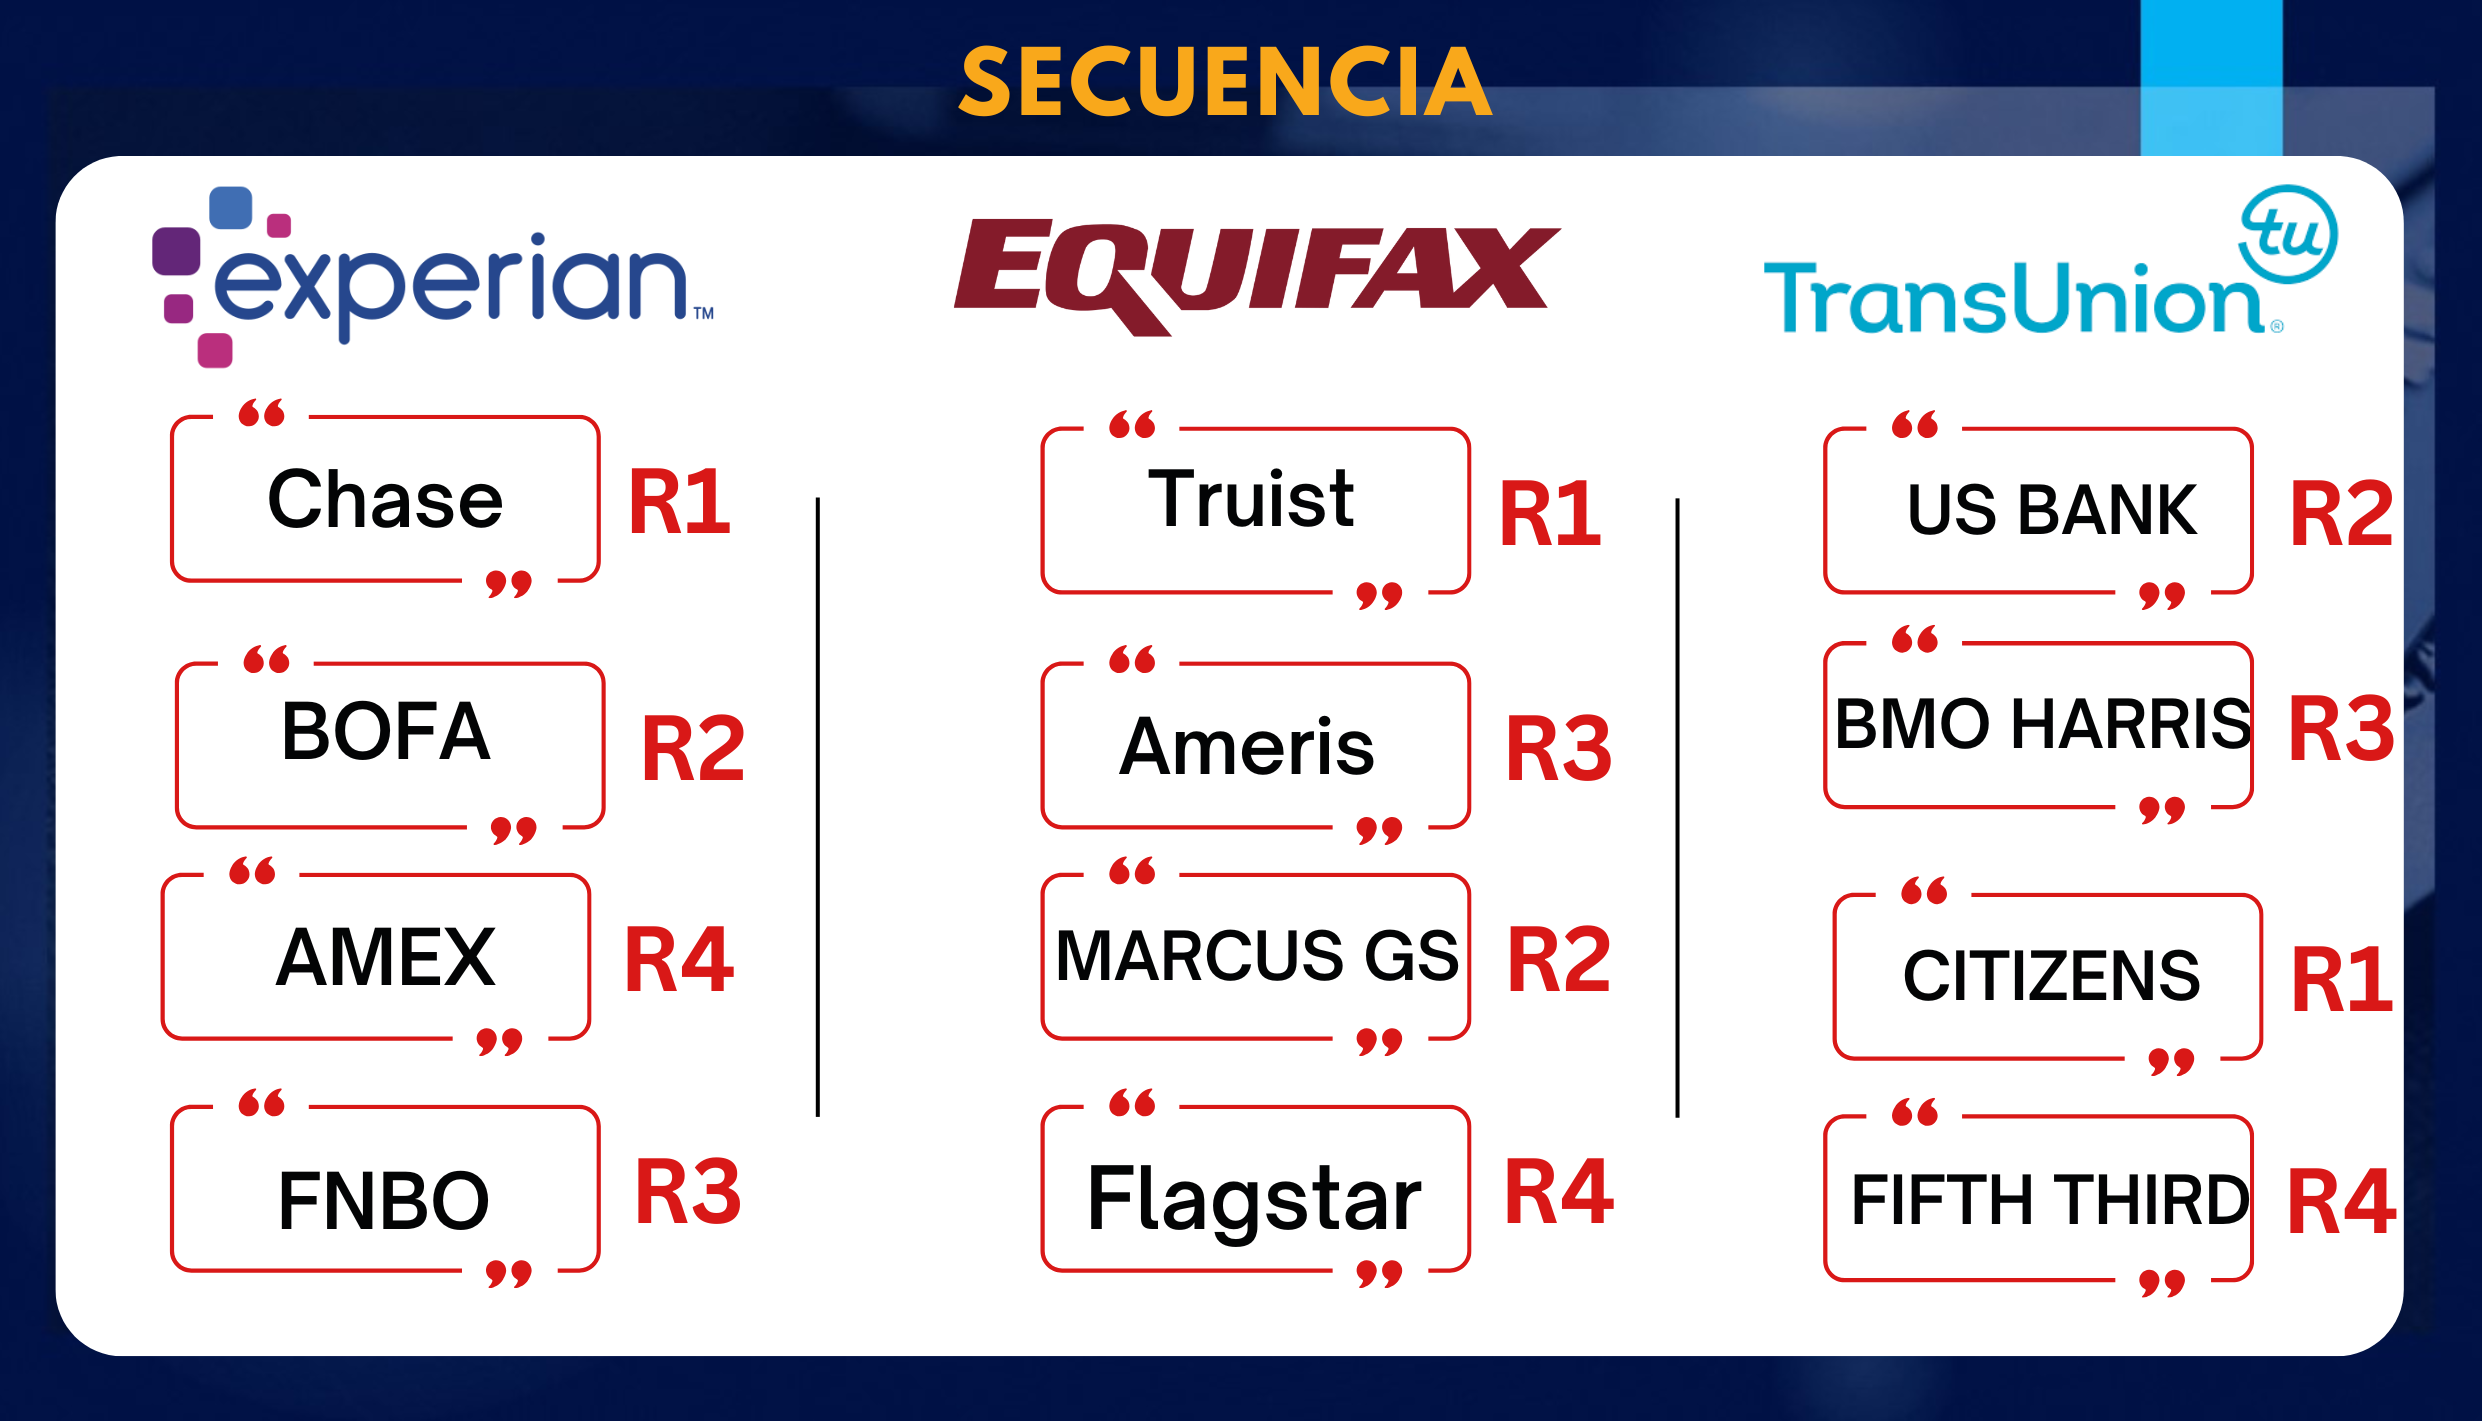 SECUENCIA
experian™
EQUIFAX
tu
TransUnion®
Chase R1
BOFA R2
AMEX R4
FNBO R3
Truist R1
Ameris R3
MARCUS GS R2
Flagstar R4
US BANK R2
BMO HARRIS R3
CITIZENS R1
FIFTH THIRD R4